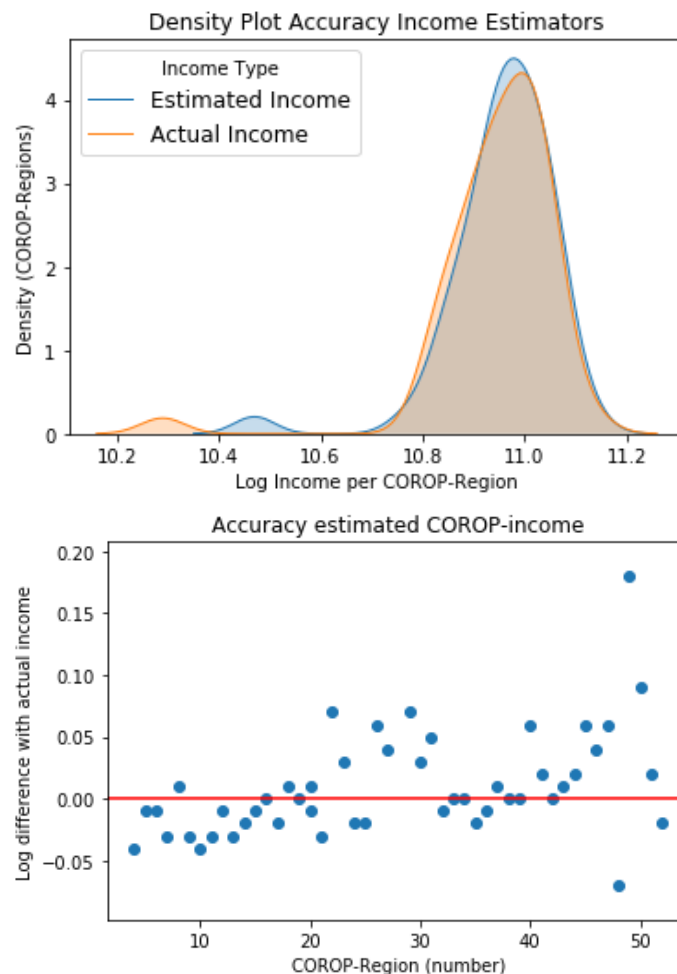 Density Plot Accuracy Income Estimators
Income Type
Estimated Income
Actual Income
4
3
2
1
0
Density (COROP-Regions)
10.2 10.4 10.6 10.8 11.0 11.2
Log Income per COROP-Region
Accuracy estimated COROP-income
0.20
0.15
0.10
0.05
0.00
−0.05
Log difference with actual income
10 20 30 40 50
COROP-Region (number)